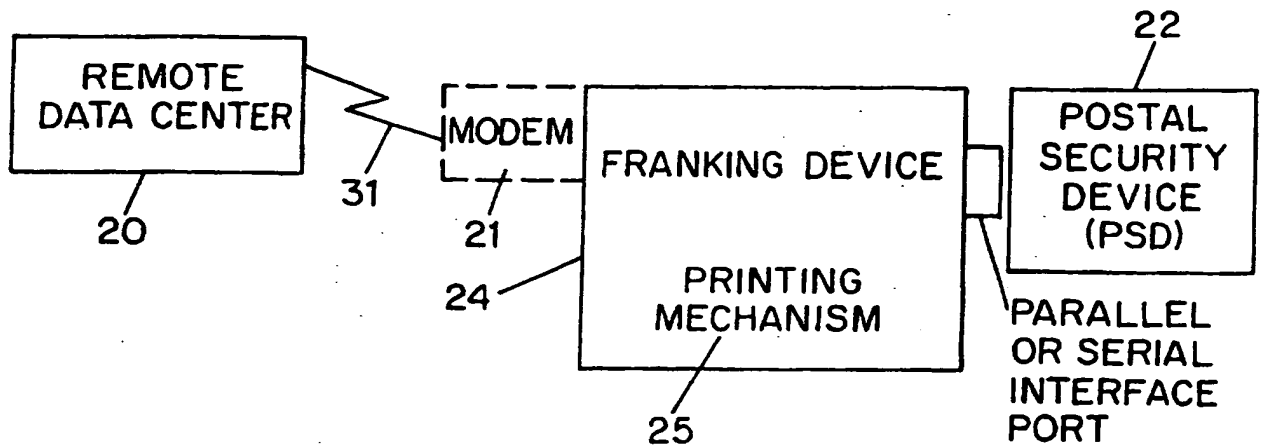 REMOTE
DATA CENTER
20
31
MODEM
21
FRANKING DEVICE
24
PRINTING
MECHANISM
25
22
POSTAL
SECURITY
DEVICE
(PSD)
PARALLEL
OR SERIAL
INTERFACE
PORT